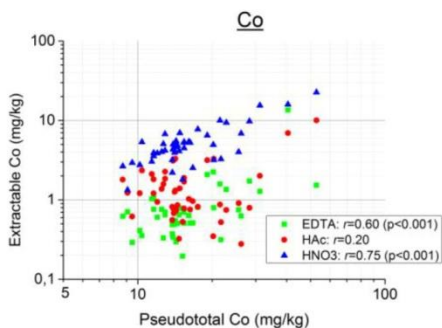 Co
100
10
1
0,1
Extractable Co (mg/kg)
EDTA: r=0.60 (p<0.001)
HAc: r=0.20
HNO3: r=0.75 (p<0.001)
5
10
100
Pseudototal Co (mg/kg)